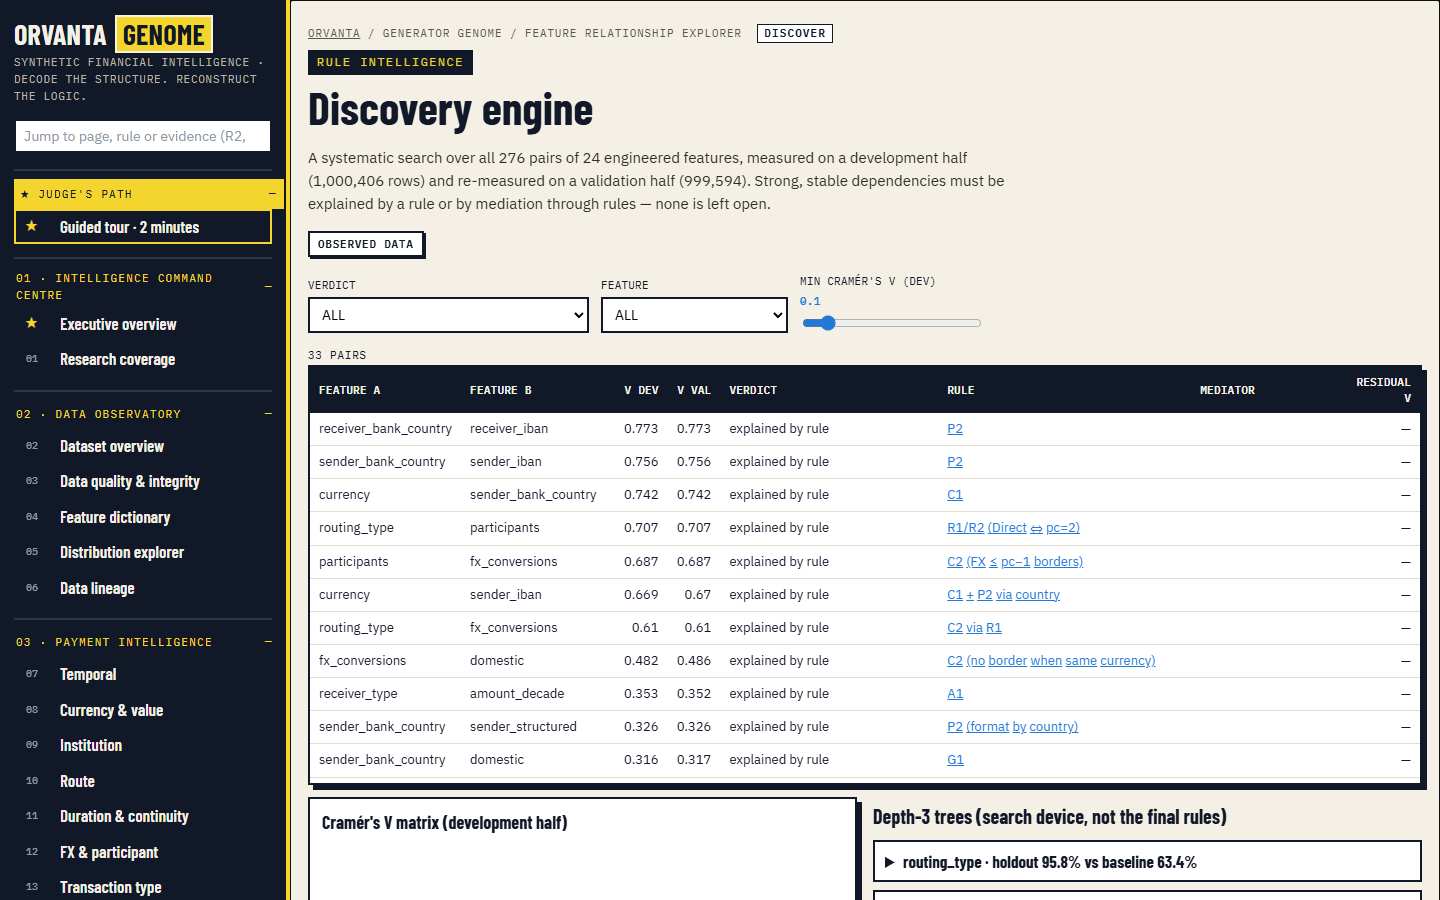 ORVANTA GENOME
SYNTHETIC FINANCIAL INTELLIGENCE ·
DECODE THE STRUCTURE. RECONSTRUCT
THE LOGIC.
Jump to page, rule or evidence (R2,
★ JUDGE'S PATH –
★ Guided tour · 2 minutes
01 · INTELLIGENCE COMMAND
CENTRE –
★ Executive overview
01 Research coverage
02 · DATA OBSERVATORY –
02 Dataset overview
03 Data quality & integrity
04 Feature dictionary
05 Distribution explorer
06 Data lineage
03 · PAYMENT INTELLIGENCE –
07 Temporal
08 Currency & value
09 Institution
10 Route
11 Duration & continuity
12 FX & participant
13 Transaction type
ORVANTA / GENERATOR GENOME / FEATURE RELATIONSHIP EXPLORER DISCOVER
RULE INTELLIGENCE
Discovery engine
A systematic search over all 276 pairs of 24 engineered features, measured on a development half
(1,000,406 rows) and re-measured on a validation half (999,594). Strong, stable dependencies must be
explained by a rule or by mediation through rules — none is left open.
OBSERVED DATA
VERDICT FEATURE MIN CRAMÉR'S V (DEV)
ALL ALL 0.1
33 PAIRS
FEATURE A FEATURE B V DEV V VAL VERDICT RULE MEDIATOR RESIDUAL V
receiver_bank_country receiver_iban 0.773 0.773 explained by rule P2 —
sender_bank_country sender_iban 0.756 0.756 explained by rule P2 —
currency sender_bank_country 0.742 0.742 explained by rule C1 —
routing_type participants 0.707 0.707 explained by rule R1/R2 (Direct ⇔ pc=2) —
participants fx_conversions 0.687 0.687 explained by rule C2 (FX ≤ pc−1 borders) —
currency sender_iban 0.669 0.67 explained by rule C1 + P2 via country —
routing_type fx_conversions 0.61 0.61 explained by rule C2 via R1 —
fx_conversions domestic 0.482 0.486 explained by rule C2 (no border when same currency) —
receiver_type amount_decade 0.353 0.352 explained by rule A1 —
sender_bank_country sender_structured 0.326 0.326 explained by rule P2 (format by country) —
sender_bank_country domestic 0.316 0.317 explained by rule G1 —
Cramér's V matrix (development half)
Depth-3 trees (search device, not the final rules)
▶ routing_type · holdout 95.8% vs baseline 63.4%